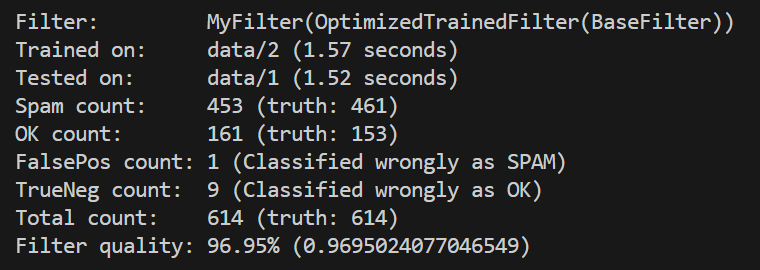 Filter: MyFilter(OptimizedTrainedFilter(BaseFilter))
Trained on: data/2 (1.57 seconds)
Tested on: data/1 (1.52 seconds)
Spam count: 453 (truth: 461)
OK count: 161 (truth: 153)
FalsePos count: 1 (Classified wrongly as SPAM)
TrueNeg count: 9 (Classified wrongly as OK)
Total count: 614 (truth: 614)
Filter quality: 96.95% (0.9695024077046549)